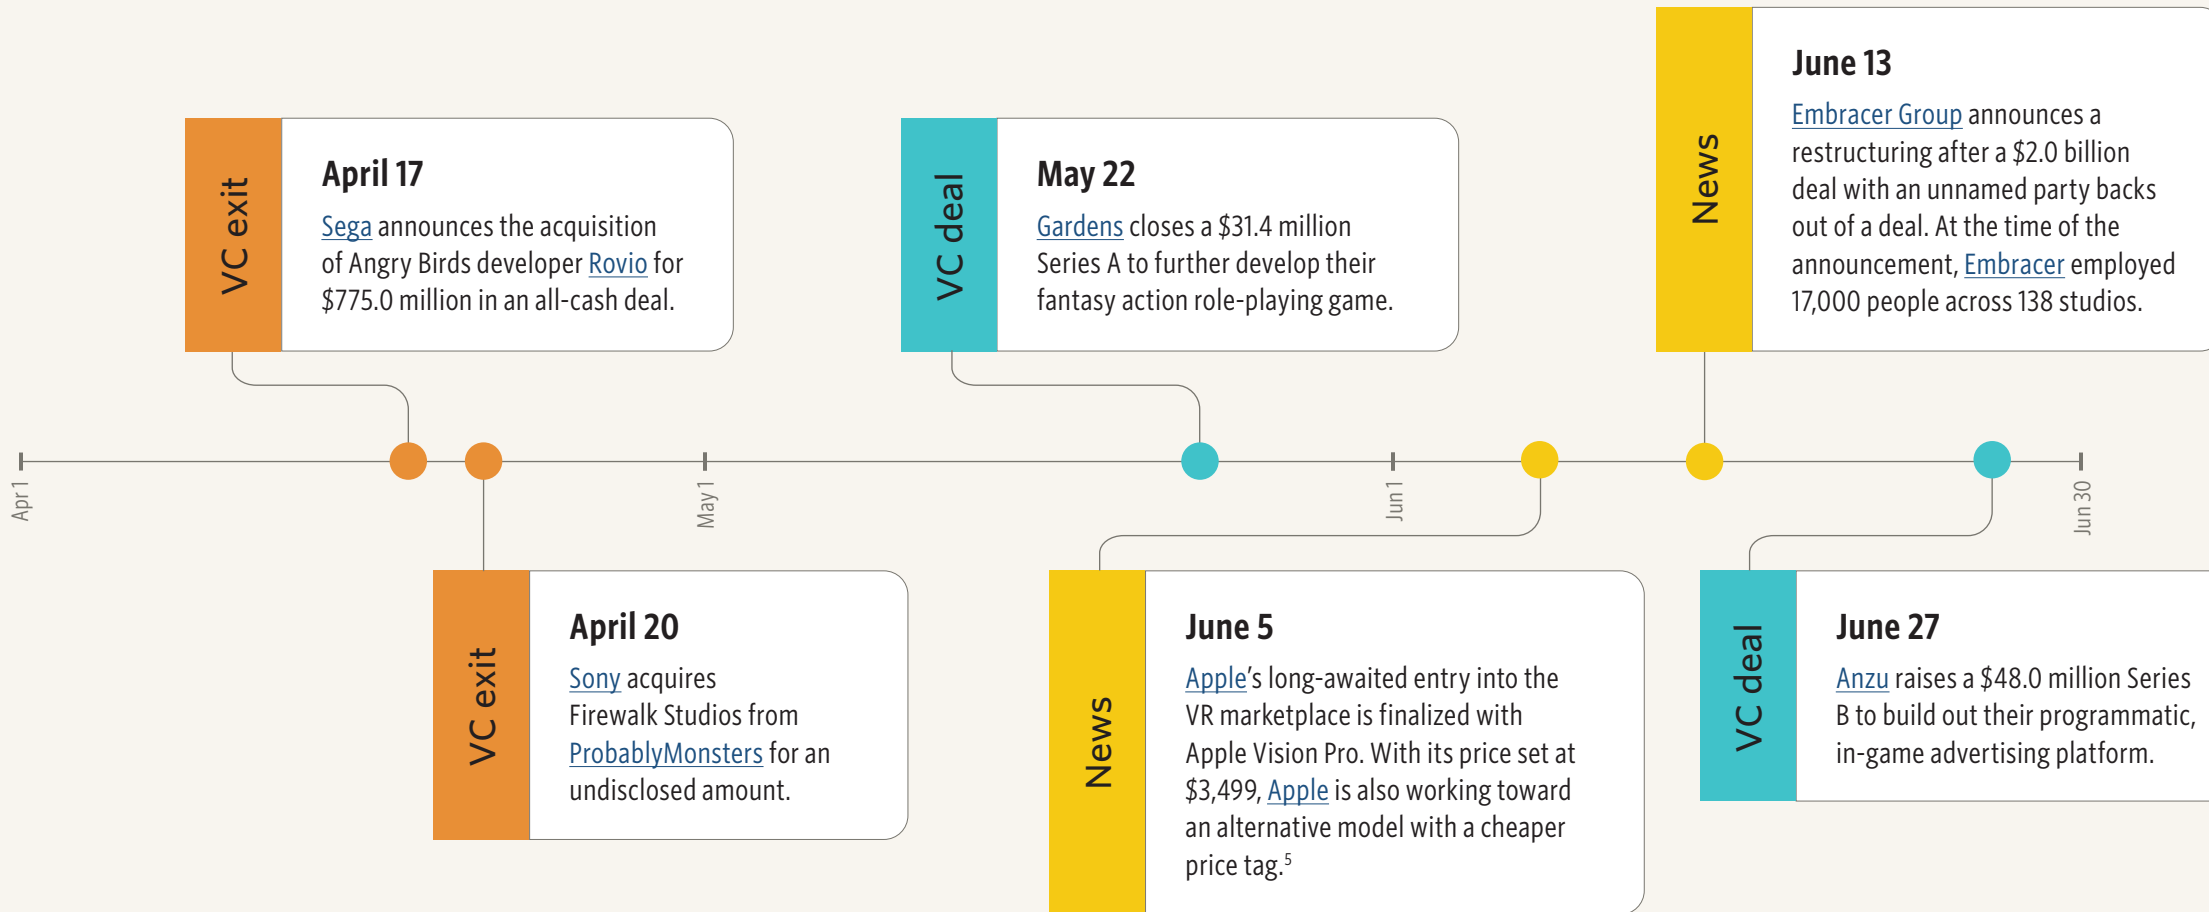 VC exit
April 17
Sega announces the acquisition
of Angry Birds developer Rovio for
$775.0 million in an all-cash deal.
VC deal
May 22
Gardens closes a $31.4 million
Series A to further develop their
fantasy action role-playing game.
News
June 13
Embracer Group announces a
restructuring after a $2.0 billion
deal with an unnamed party backs
out of a deal. At the time of the
announcement, Embracer employed
17,000 people across 138 studios.
Apr 1
May 1
Jun 1
Jun 30
VC exit
April 20
Sony acquires
Firewalk Studios from
ProbablyMonsters for an
undisclosed amount.
News
June 5
Apple's long-awaited entry into the
VR marketplace is finalized with
Apple Vision Pro. With its price set at
$3,499, Apple is also working toward
an alternative model with a cheaper
price tag.5
VC deal
June 27
Anzu raises a $48.0 million Series
B to build out their programmatic,
in-game advertising platform.